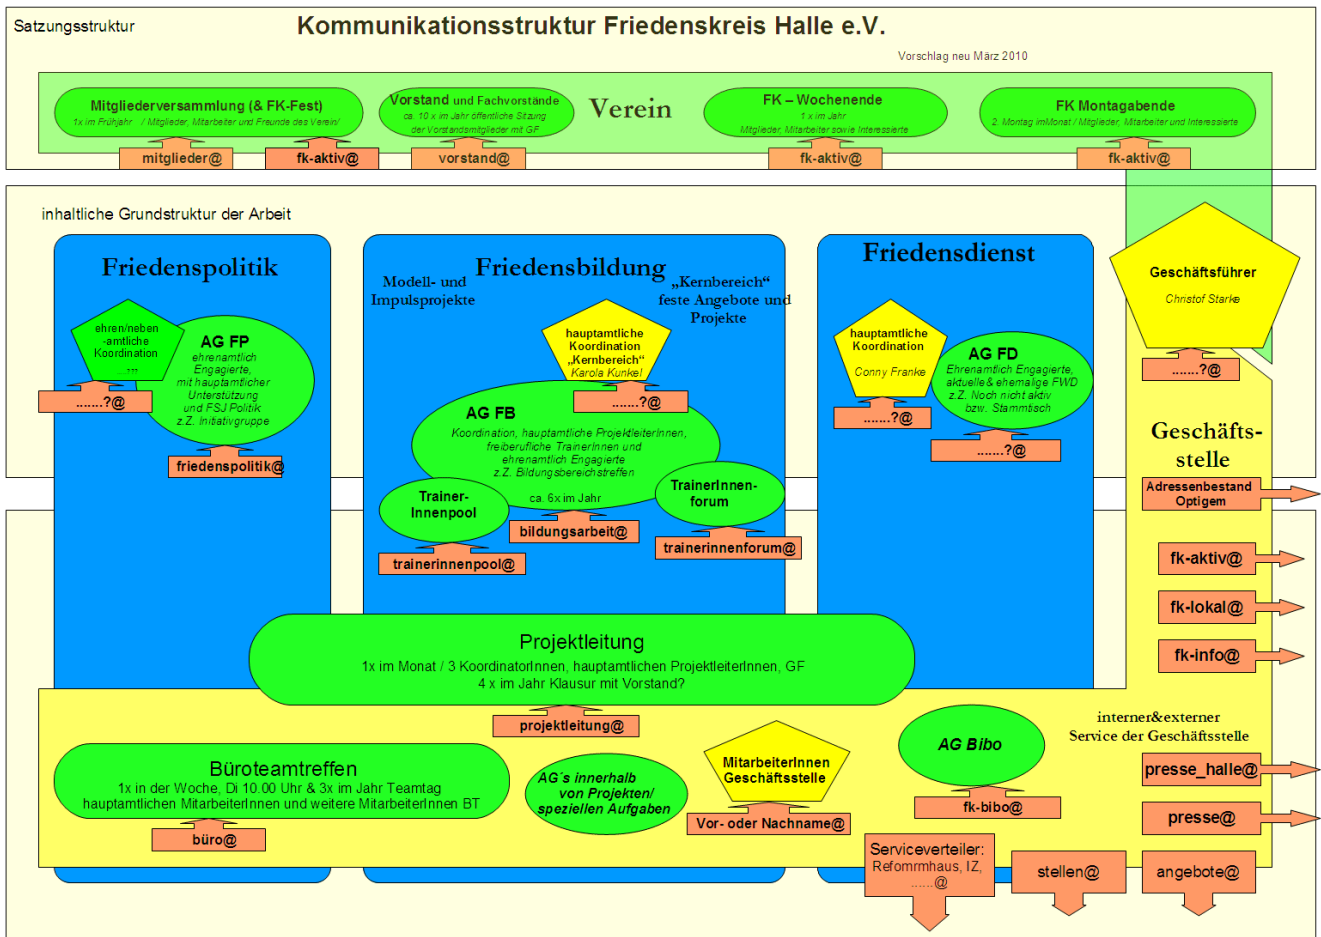 Satzungsstruktur
Kommunikationsstruktur Friedenskreis Halle e.V.
Vorschlag neu März 2010
Mitgliederversammlung (& FK-Fest)
1x im Frühjahr / Mitglieder, Mitarbeiter und Freunde des Verein/
mitglieder@
fk-aktiv@
Vorstand und Fachvorstände
ca. 10 x im Jahr öffentliche Sitzung
der Vorstandsmitglieder mit GF
vorstand@
Verein
FK – Wochenende
1 x im Jahr
Mitglieder, Mitarbeiter sowie Interessierte
fk-aktiv@
FK Montagabende
2. Montag imMonat / Mitglieder, Mitarbeiter und Interessierte
fk-aktiv@
inhaltliche Grundstruktur der Arbeit
Friedenspolitik
ehren/neben
-amtliche
Koordination
...???
.......?@
AG FP
ehrenamtlich
Engagierte,
mit hauptamtlicher
Unterstützung
und FSJ Politik
z.Z. Initiativgruppe
friedenspolitik@
Friedensbildung
Modell- und
Impulsprojekte
„Kernbereich“
feste Angebote und
Projekte
hauptamtliche
Koordination
„Kernbereich“
Karola Kunkel
.......?@
AG FB
Koordination, hauptamtliche ProjektleiterInnen,
freiberufliche TrainerInnen und
ehrenamtlich Engagierte
z.Z. Bildungsbereichstreffen
ca. 6x im Jahr
Trainer-
Innenpool
trainerinnenpool@
bildungsarbeit@
TrainerInnen-
forum
trainerinnenforum@
Friedensdienst
hauptamtliche
Koordination
Conny Franke
.......?@
AG FD
Ehrenamtlich Engagierte,
aktuelle& ehemalige FWD
z.Z. Noch nicht aktiv
bzw. Stammtisch
.......?@
Geschäftsführer
Christof Starke
.......?@
Geschäfts-
stelle
Adressenbestand
Optigem
fk-aktiv@
fk-lokal@
fk-info@
Projektleitung
1x im Monat / 3 KoordinatorInnen, hauptamtlichen ProjektleiterInnen, GF
4 x im Jahr Klausur mit Vorstand?
projektleitung@
Büroteamtreffen
1x in der Woche, Di 10.00 Uhr & 3x im Jahr Teamtag
hauptamtlichen MitarbeiterInnen und weitere MitarbeiterInnen BT
büro@
AG´s innerhalb
von Projekten/
speziellen Aufgaben
MitarbeiterInnen
Geschäftsstelle
Vor- oder Nachname@
AG Bibo
fk-bibo@
interner&externer
Service der Geschäftsstelle
presse_halle@
presse@
Serviceverteiler:
Refomrmhaus, IZ,
......@
stellen@
angebote@